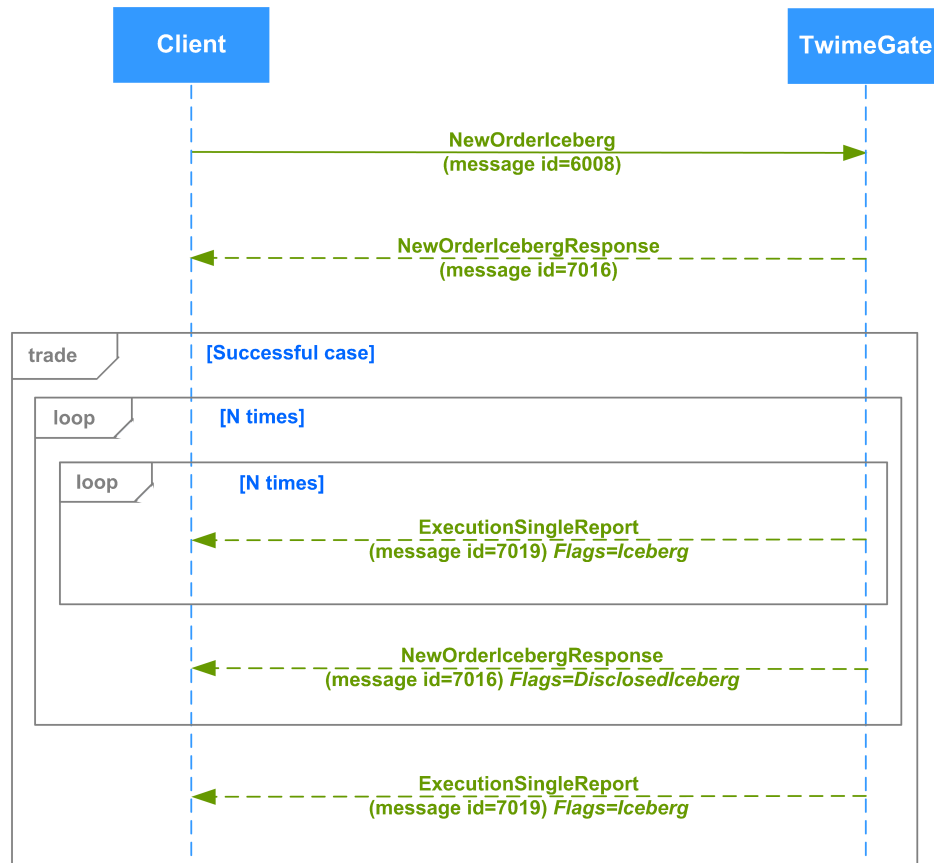 Client
TwimeGate
NewOrderIceberg
(message id=6008)
NewOrderIcebergResponse
(message id=7016)
trade
[Successful case]
loop
[N times]
loop
[N times]
ExecutionSingleReport
(message id=7019) Flags=Iceberg
NewOrderIcebergResponse
(message id=7016) Flags=DisclosedIceberg
ExecutionSingleReport
(message id=7019) Flags=Iceberg